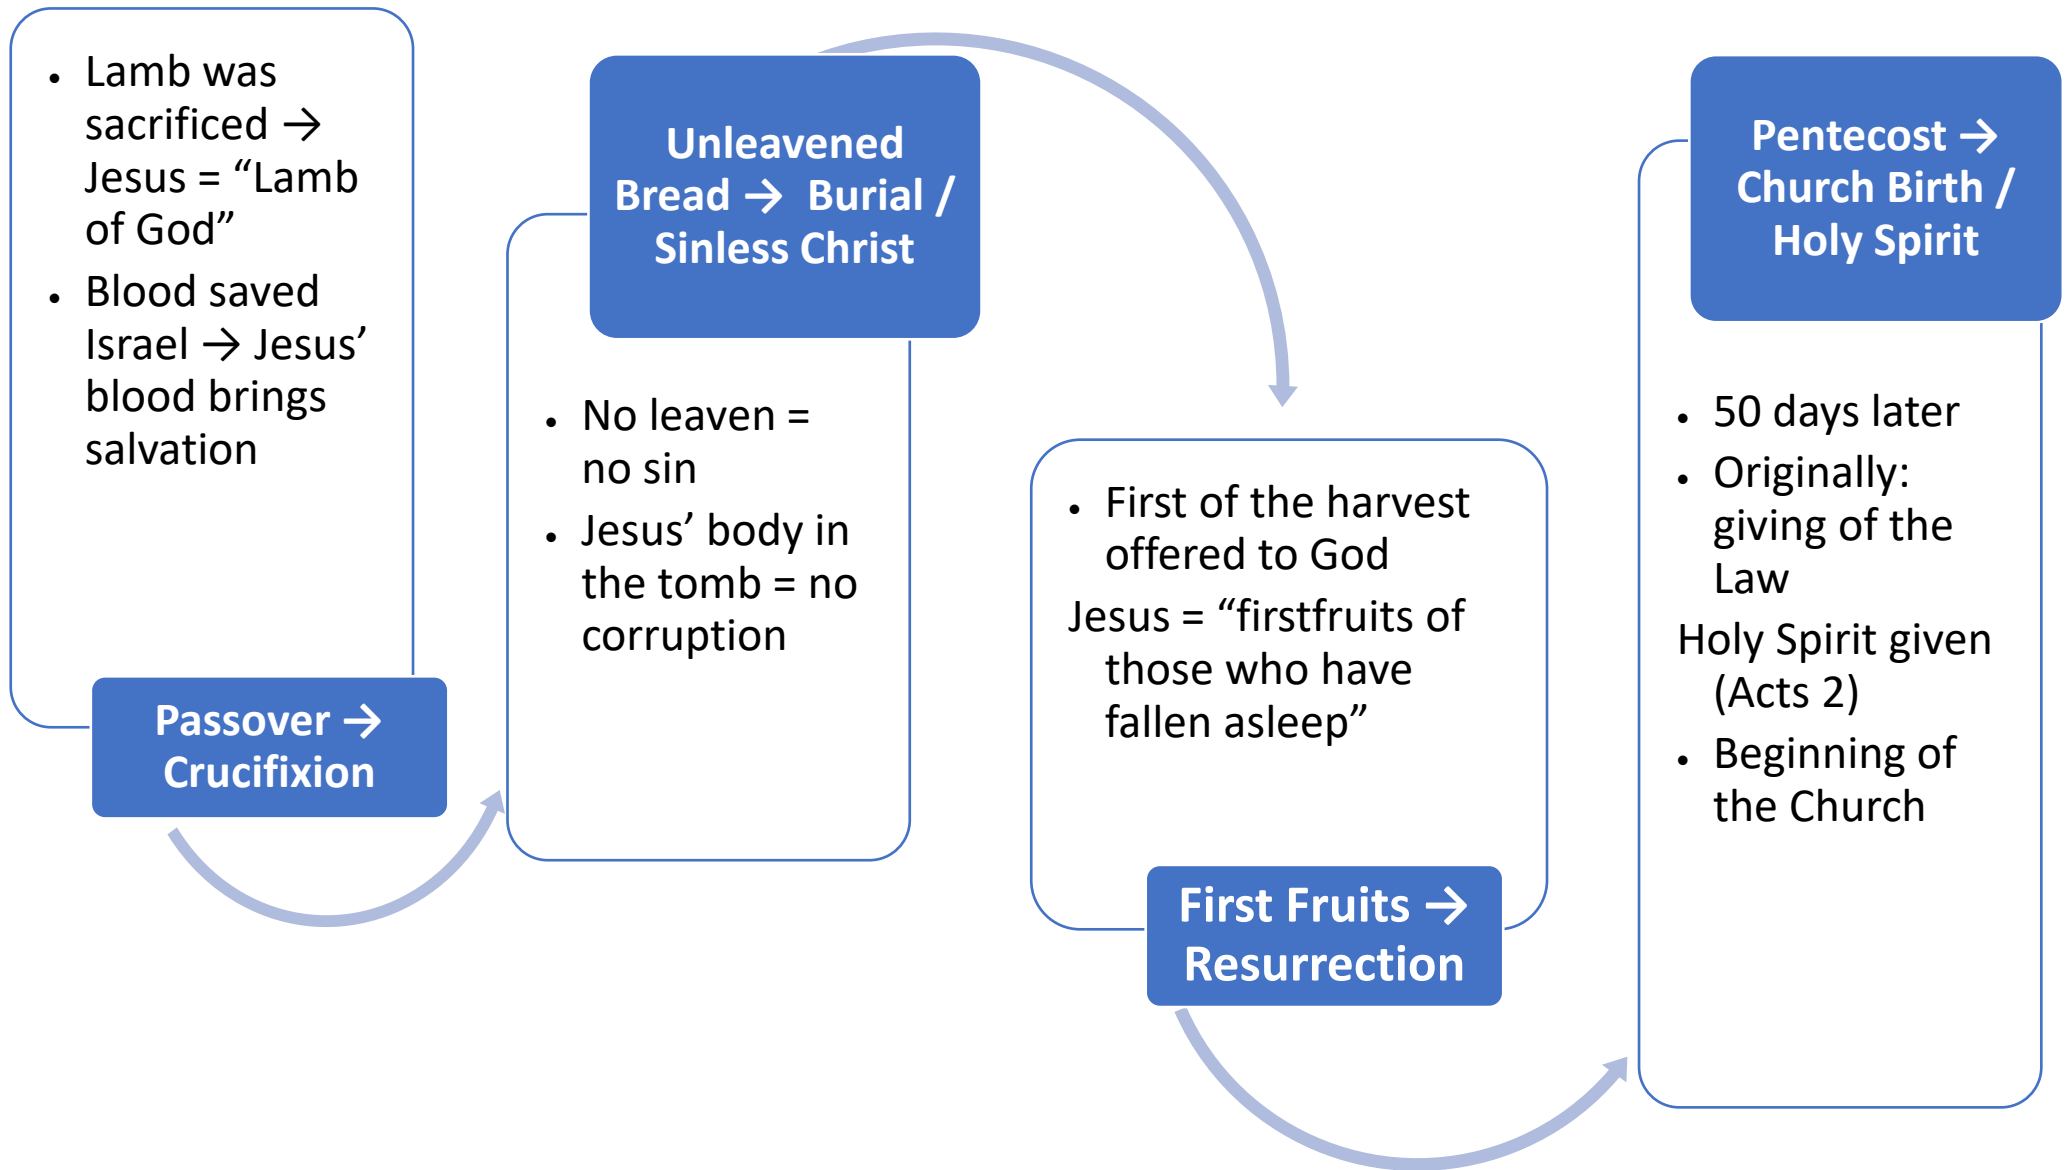 • Lamb was
sacrificed →
Jesus = “Lamb
of God”
• Blood saved
Israel → Jesus’
blood brings
salvation
Passover →
Crucifixion
Unleavened
Bread → Burial /
Sinless Christ
• No leaven =
no sin
• Jesus’ body in
the tomb = no
corruption
• First of the harvest
offered to God
Jesus = “firstfruits of
those who have
fallen asleep”
First Fruits →
Resurrection
Pentecost →
Church Birth /
Holy Spirit
• 50 days later
• Originally:
giving of the
Law
Holy Spirit given
(Acts 2)
• Beginning of
the Church